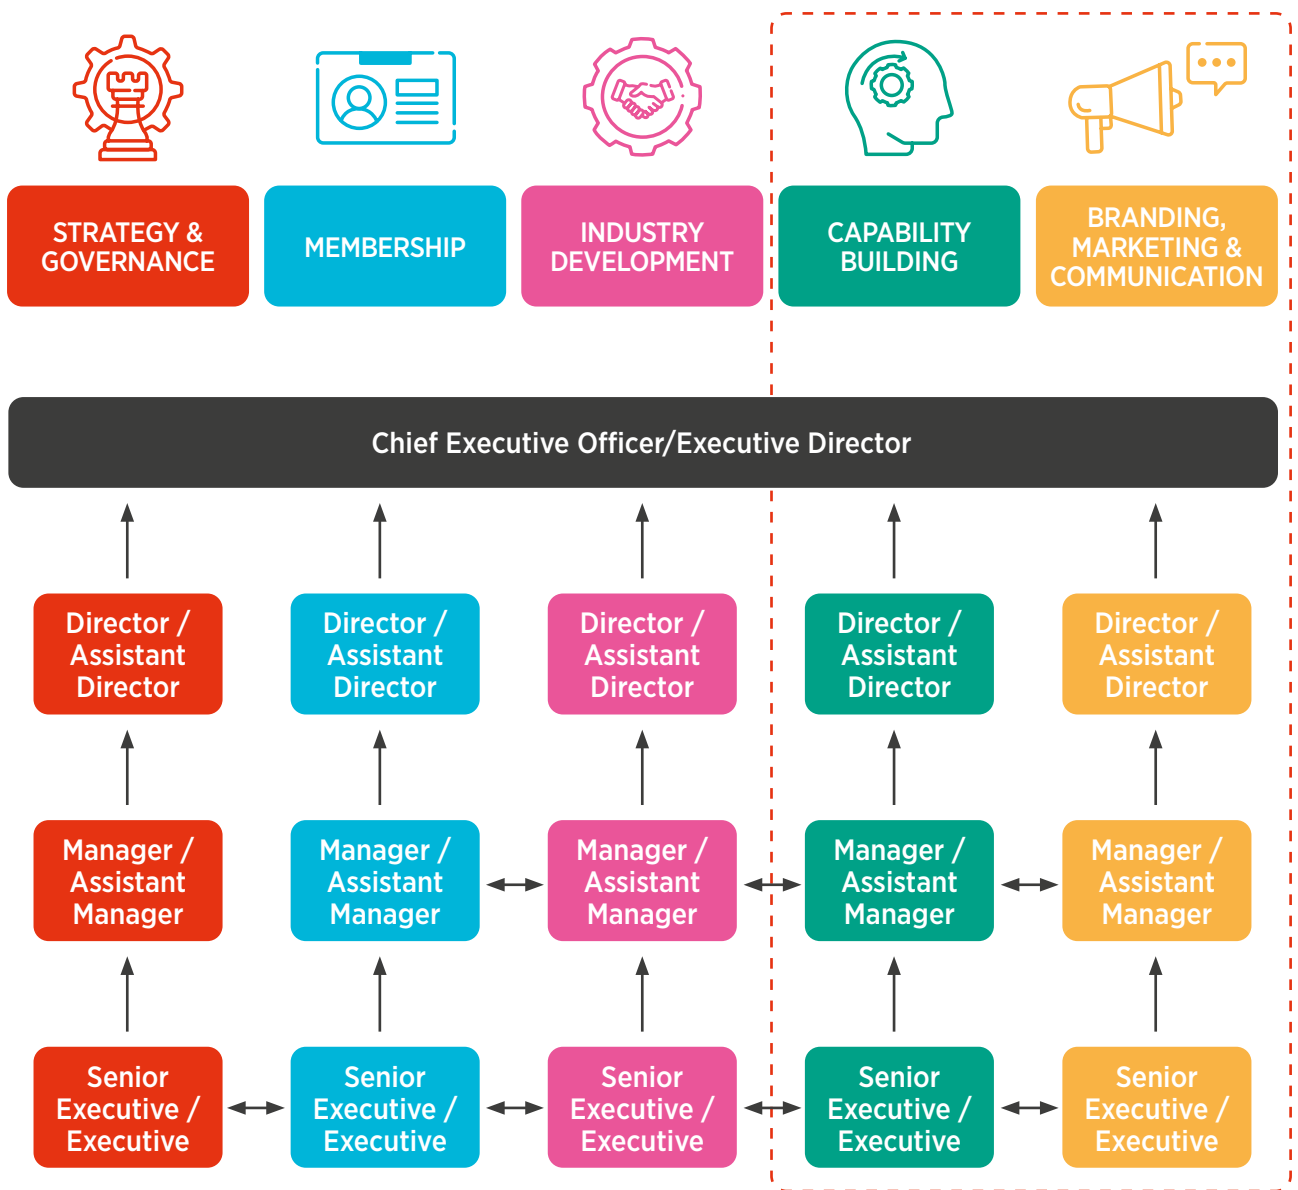 STRATEGY &
GOVERNANCE
MEMBERSHIP
INDUSTRY
DEVELOPMENT
CAPABILITY
BUILDING
BRANDING,
MARKETING &
COMMUNICATION
Chief Executive Officer/Executive Director
Director /
Assistant
Director
Director /
Assistant
Director
Director /
Assistant
Director
Director /
Assistant
Director
Director /
Assistant
Director
Manager /
Assistant
Manager
Manager /
Assistant
Manager
Manager /
Assistant
Manager
Manager /
Assistant
Manager
Manager /
Assistant
Manager
Senior
Executive /
Executive
Senior
Executive /
Executive
Senior
Executive /
Executive
Senior
Executive /
Executive
Senior
Executive /
Executive